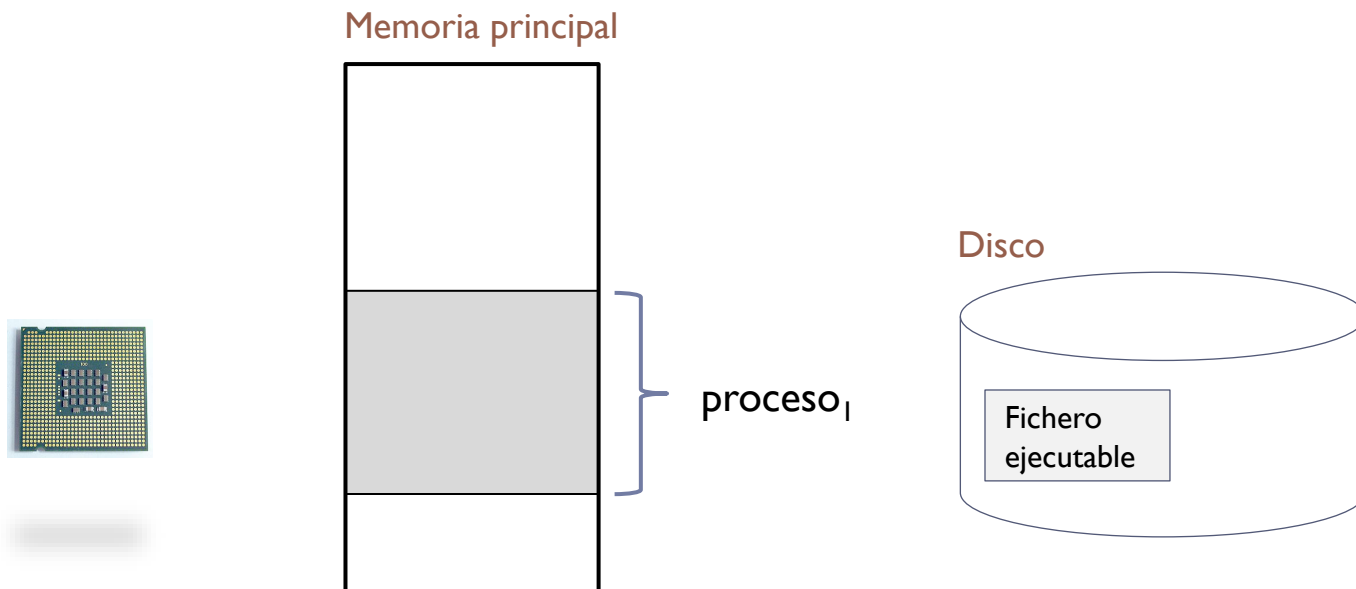 Memoria principal
Disco
proceso₁
Fichero
ejecutable